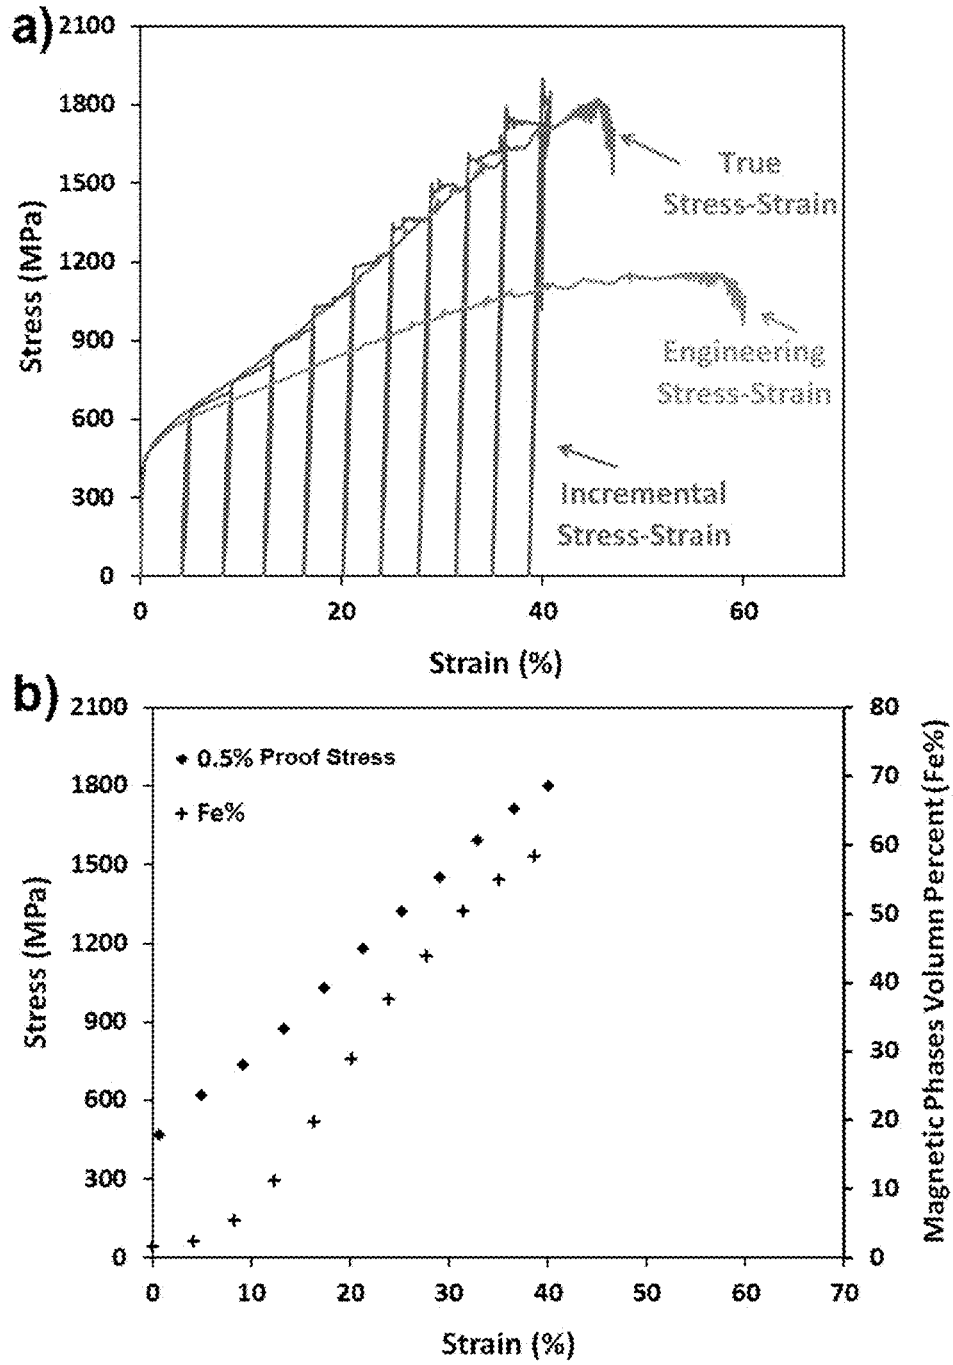 a)
2100
1800
1500
1200
900
600
300
0
Stress (MPa)
True
Stress-Strain
Engineering
Stress-Strain
Incremental
Stress-Strain
0 20 40 60
Strain (%)
b)
2100
1800
1500
1200
900
600
300
0
Stress (MPa)
0.5% Proof Stress
Fe%
80
70
60
50
40
30
20
10
0
Magnetic Phases Volumn Percent (Fe%)
0 10 20 30 40 50 60 70
Strain (%)